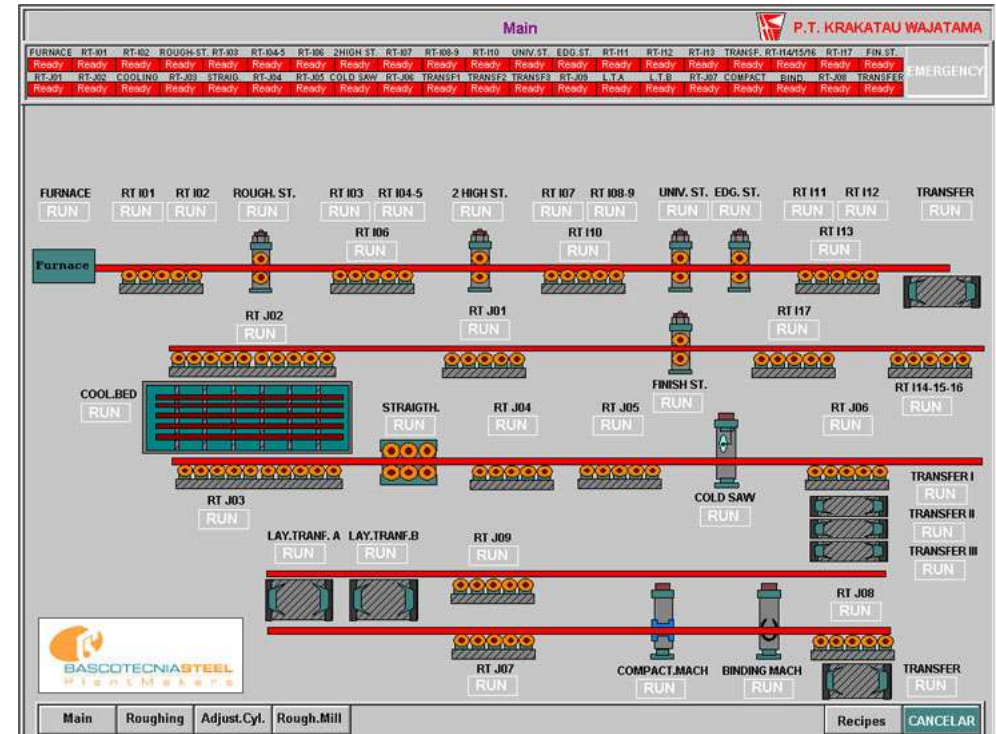 Main
P.T. KRAKATAU WAJATAMA
FURNACE RT-I01 RT-I02 ROUGH-ST. RT-I03 RT-I04-5 RT-I06 2HIGH ST. RT-I07 RT-I08-9 RT-I10 UNIV.ST. EDG.ST. RT-I11 RT-I12 RT-I13 TRANSF. RT-I14/15/16 RT-I17 FIN.ST.
Ready Ready Ready Ready Ready Ready Ready Ready Ready Ready Ready Ready Ready Ready Ready Ready Ready Ready Ready Ready
EMERGENCY
RT-J01 RT-J02 COOLING RT-J03 STRAIG. RT-J04 RT-J05 COLD SAW RT-J06 TRANSF1 TRANSF2 TRANSF3 RT-J09 L.T.A L.T.B RT-J07 COMPACT BIND. RT-J08 TRANSFER
Ready Ready Ready Ready Ready Ready Ready Ready Ready Ready Ready Ready Ready Ready Ready Ready Ready Ready Ready Ready
FURNACE RT I01 RT I02 ROUGH. ST. RT I03 RT I04-5 2 HIGH ST. RT I07 RT I08-9 UNIV. ST. EDG. ST. RT I11 RT I12 TRANSFER
RUN RUN RUN RUN RUN RUN RUN RUN RUN RUN RUN RUN RUN RUN
RT I06 RT I10 RT I13
RUN RUN RUN
Furnace
RT J02 RT J01 RT I17
RUN RUN RUN
FINISH ST.
RUN
RT I14-15-16
RUN
COOL.BED
RUN
STRAIGTH. RT J04 RT J05 RT J06
RUN RUN RUN RUN
A
RT J03
RUN
COLD SAW
RUN
TRANSFER I
RUN
TRANSFER II
RUN
TRANSFER III
RUN
LAY.TRANF. A LAY.TRANF.B RT J09
RUN RUN RUN
RT J08
RUN
BASCOTECNIASTEEL
PlantMakers
RT J07
RUN
COMPACT.MACH BINDING MACH
RUN RUN
TRANSFER
RUN
Main Roughing Adjust.Cyl. Rough.Mill Recipes CANCELAR